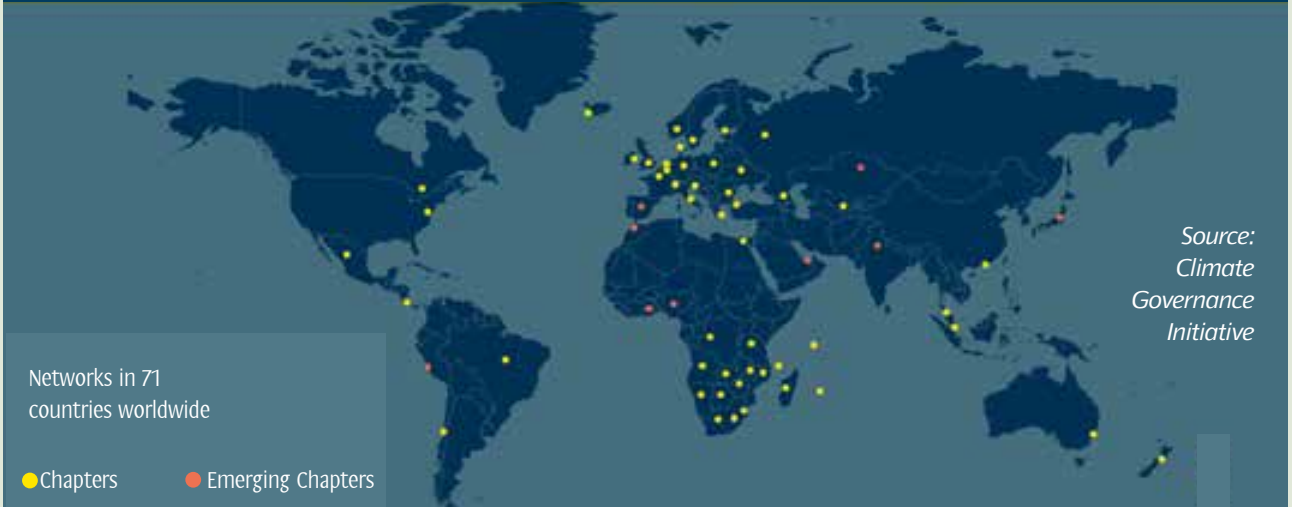 Source:
Climate
Governance
Initiative
Networks in 71
countries worldwide
Chapters
Emerging Chapters